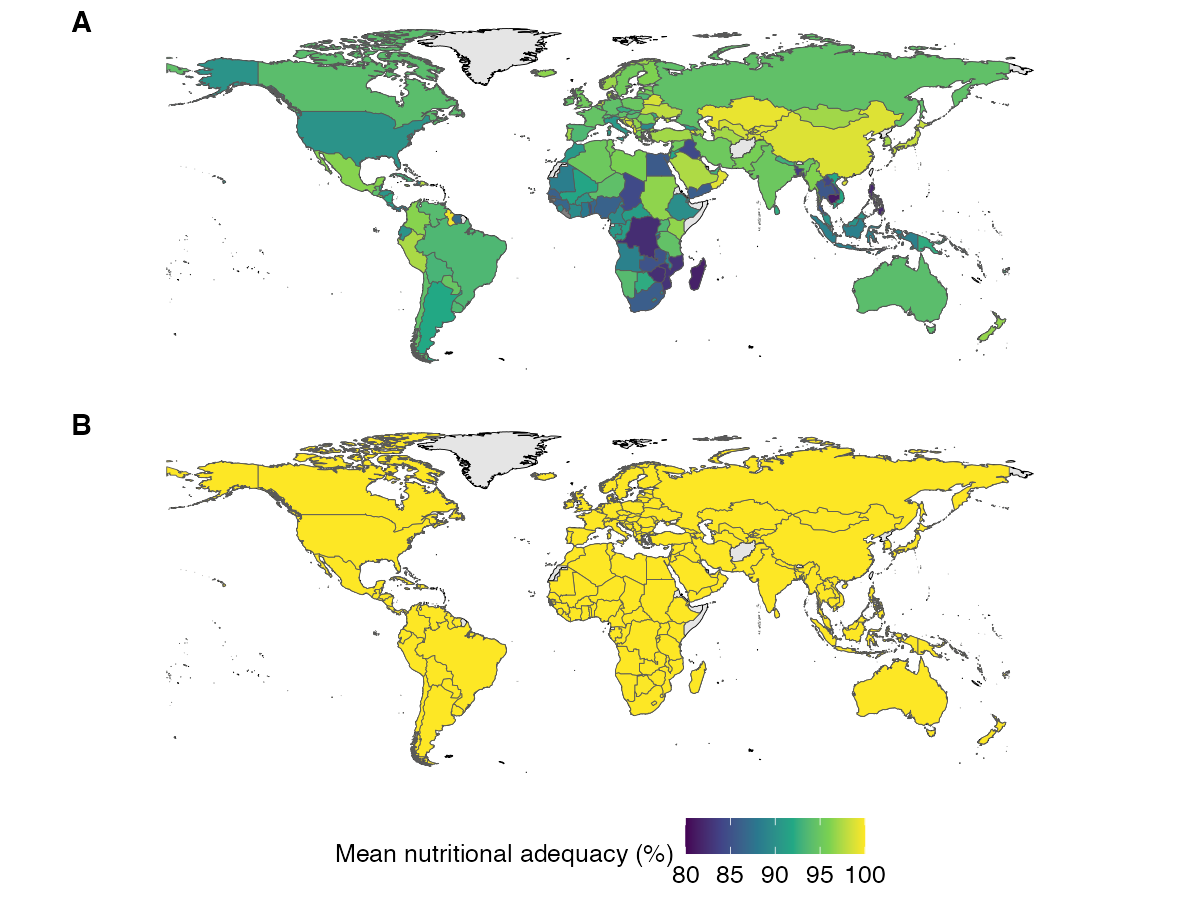 A
B
Mean nutritional adequacy (%)
80 85 90 95 100